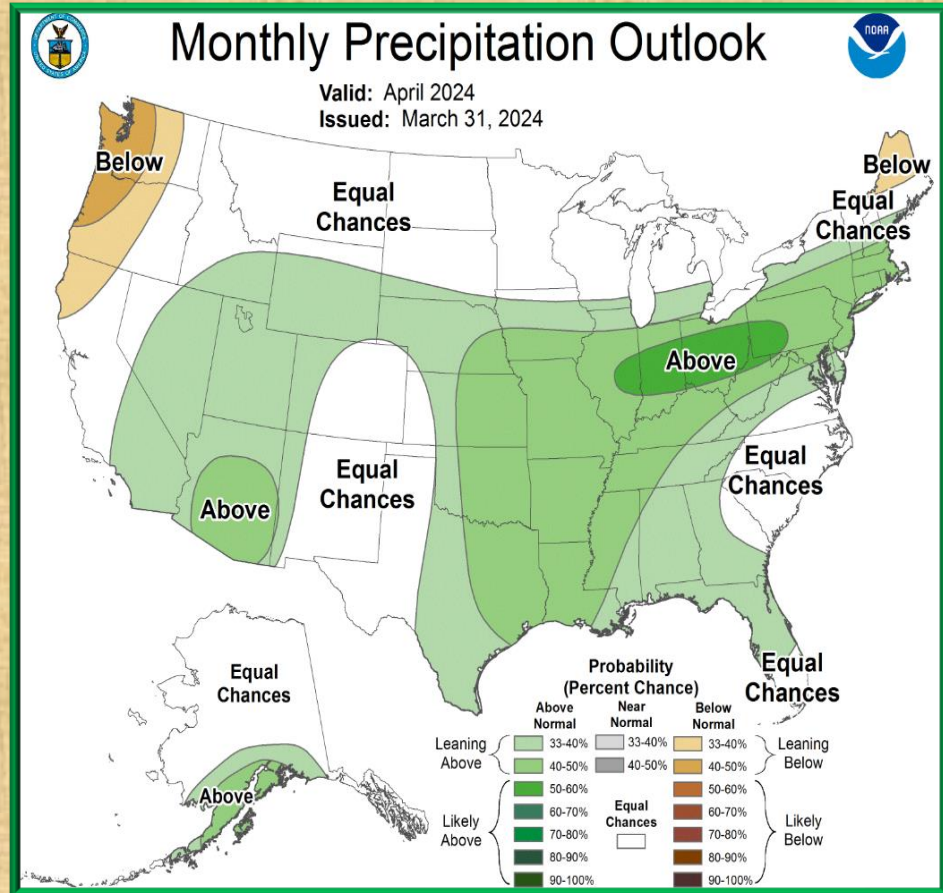 Monthly Precipitation Outlook
NOAA
Valid: April 2024
Issued: March 31, 2024
Below
Equal
Chances
Below
Equal
Chances
Above
Equal
Chances
Equal
Chances
Above
Equal
Chances
Equal
Chances
Above
Probability
(Percent Chance)
Above
Normal
Near
Normal
Below
Normal
Leaning
Above
33-40%
33-40%
33-40%
Leaning
Below
40-50%
40-50%
40-50%
Likely
Above
50-60%
50-60%
60-70%
Equal
Chances
60-70%
Likely
Below
70-80%
70-80%
80-90%
80-90%
90-100%
90-100%